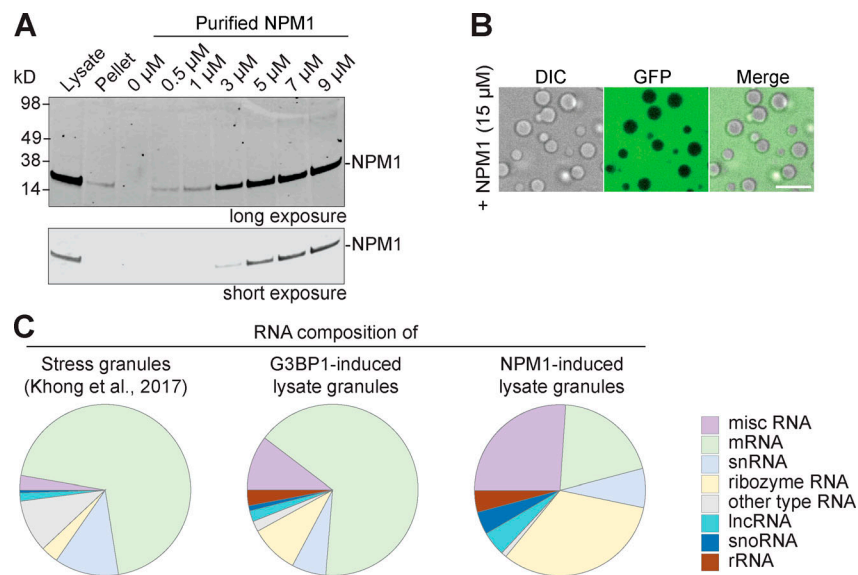 A
Purified NPM1
kD
Lysate
Pellet
0 µM
0.5 µM
1 µM
3 µM
5 µM
7 µM
9 µM
98
49
38
14
-NPM1
long exposure
-NPM1
short exposure
B
+ NPM1 (15 µM)
DIC
GFP
Merge
C
RNA composition of
Stress granules
(Khong et al., 2017)
G3BP1-induced
lysate granules
NPM1-induced
lysate granules
misc RNA
mRNA
snRNA
ribozyme RNA
other type RNA
lncRNA
snoRNA
rRNA